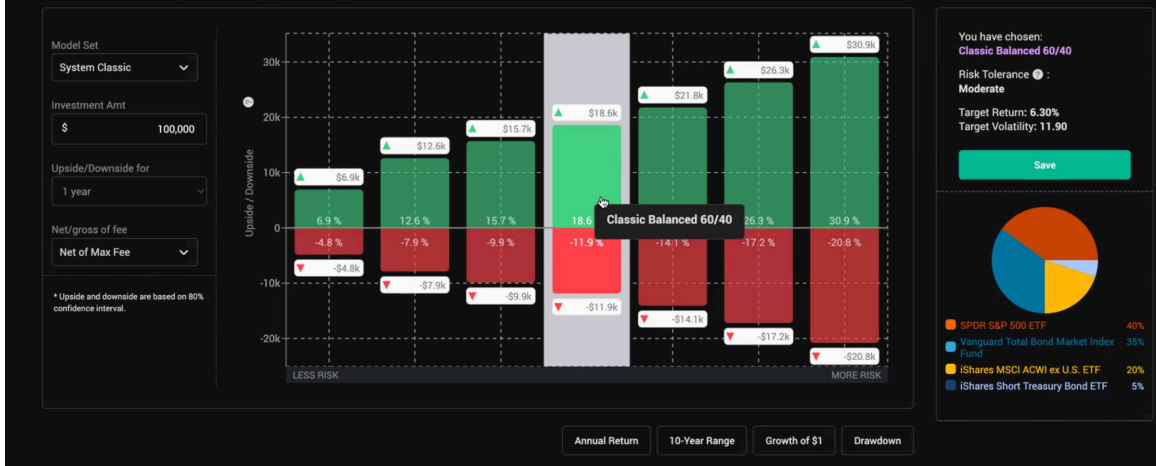 Model Set
System Classic
Investment Amt
$ 100,000
Upside/Downside for
1 year
Net/gross of fee
Net of Max Fee
* Upside and downside are based on 80%
confidence interval.
Upside / Downside
30k
20k
10k
0
-10k
-20k
$6.9k
6.9 %
-4.8 %
-$4.8k
$12.6k
12.6 %
-7.9 %
-$7.9k
$15.7k
15.7 %
-9.9 %
-$9.9k
$18.6k
18.6
-11.9 %
-$11.9k
Classic Balanced 60/40
$21.8k
-14.1 %
-$14.1k
$26.3k
26.3 %
-17.2 %
-$17.2k
$30.9k
30.9 %
-20.8 %
-$20.8k
LESS RISK
MORE RISK
Annual Return
10-Year Range
Growth of $1
Drawdown
You have chosen:
Classic Balanced 60/40
Risk Tolerance ? :
Moderate
Target Return: 6.30%
Target Volatility: 11.90
Save
SPDR S&P 500 ETF 40%
Vanguard Total Bond Market Index 35%
Fund
iShares MSCI ACWI ex U.S. ETF 20%
iShares Short Treasury Bond ETF 5%